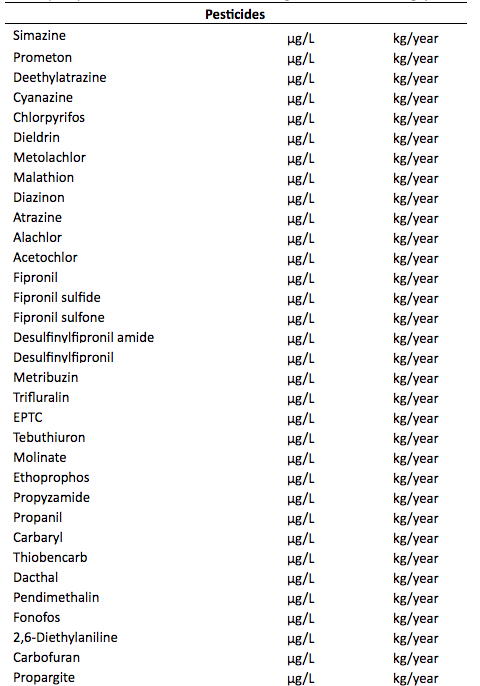 Pesticides
Simazine µg/L kg/year
Prometon µg/L kg/year
Deethylatrazine µg/L kg/year
Cyanazine µg/L kg/year
Chlorpyrifos µg/L kg/year
Dieldrin µg/L kg/year
Metolachlor µg/L kg/year
Malathion µg/L kg/year
Diazinon µg/L kg/year
Atrazine µg/L kg/year
Alachlor µg/L kg/year
Acetochlor µg/L kg/year
Fipronil µg/L kg/year
Fipronil sulfide µg/L kg/year
Fipronil sulfone µg/L kg/year
Desulfinylfipronil amide µg/L kg/year
Desulfinylfipronil µg/L kg/year
Metribuzin µg/L kg/year
Trifluralin µg/L kg/year
EPTC µg/L kg/year
Tebuthiuron µg/L kg/year
Molinate µg/L kg/year
Ethoprophos µg/L kg/year
Propyzamide µg/L kg/year
Propanil µg/L kg/year
Carbaryl µg/L kg/year
Thiobencarb µg/L kg/year
Dacthal µg/L kg/year
Pendimethalin µg/L kg/year
Fonofos µg/L kg/year
2,6-Diethylaniline µg/L kg/year
Carbofuran µg/L kg/year
Propargite µg/L kg/year